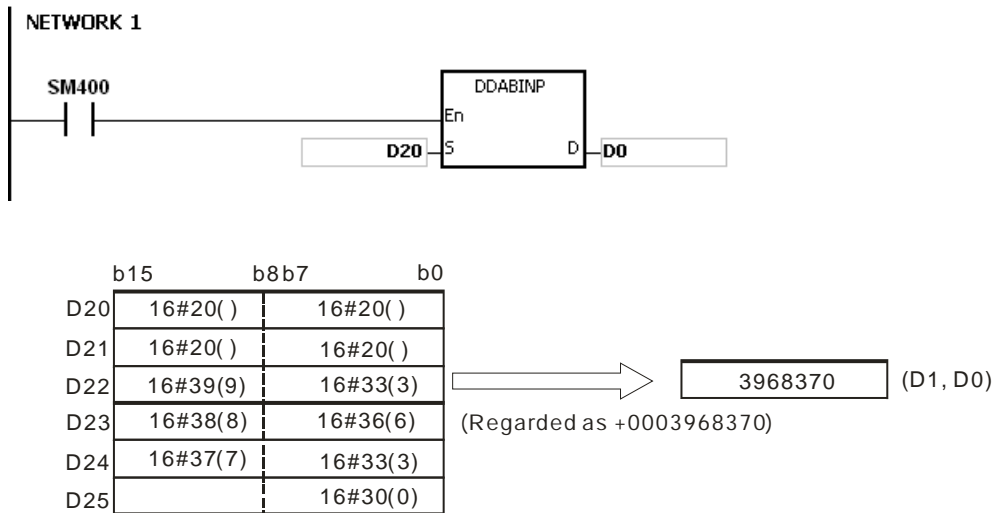 NETWORK 1
SM400
DDABINP
En
D20 S D D0
b15 b8 b7 b0
D20 16#20( ) 16#20( )
D21 16#20( ) 16#20( )
D22 16#39(9) 16#33(3) 3968370 (D1, D0)
D23 16#38(8) 16#36(6) (Regarded as +0003968370)
D24 16#37(7) 16#33(3)
D25 16#30(0)